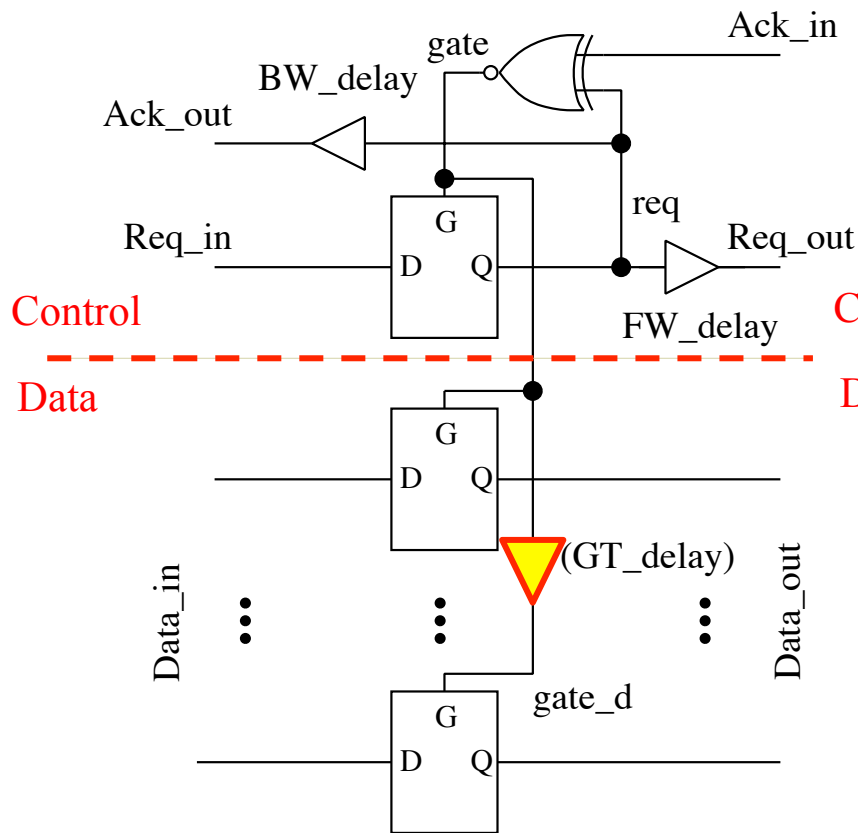 Ack_in
gate
BW_delay
Ack_out
G
req
Req_in
D
Q
Req_out
Control
C
FW_delay
Data
D
G
D
Q
(GT_delay)
Data_in
Data_out
G
gate_d
D
Q